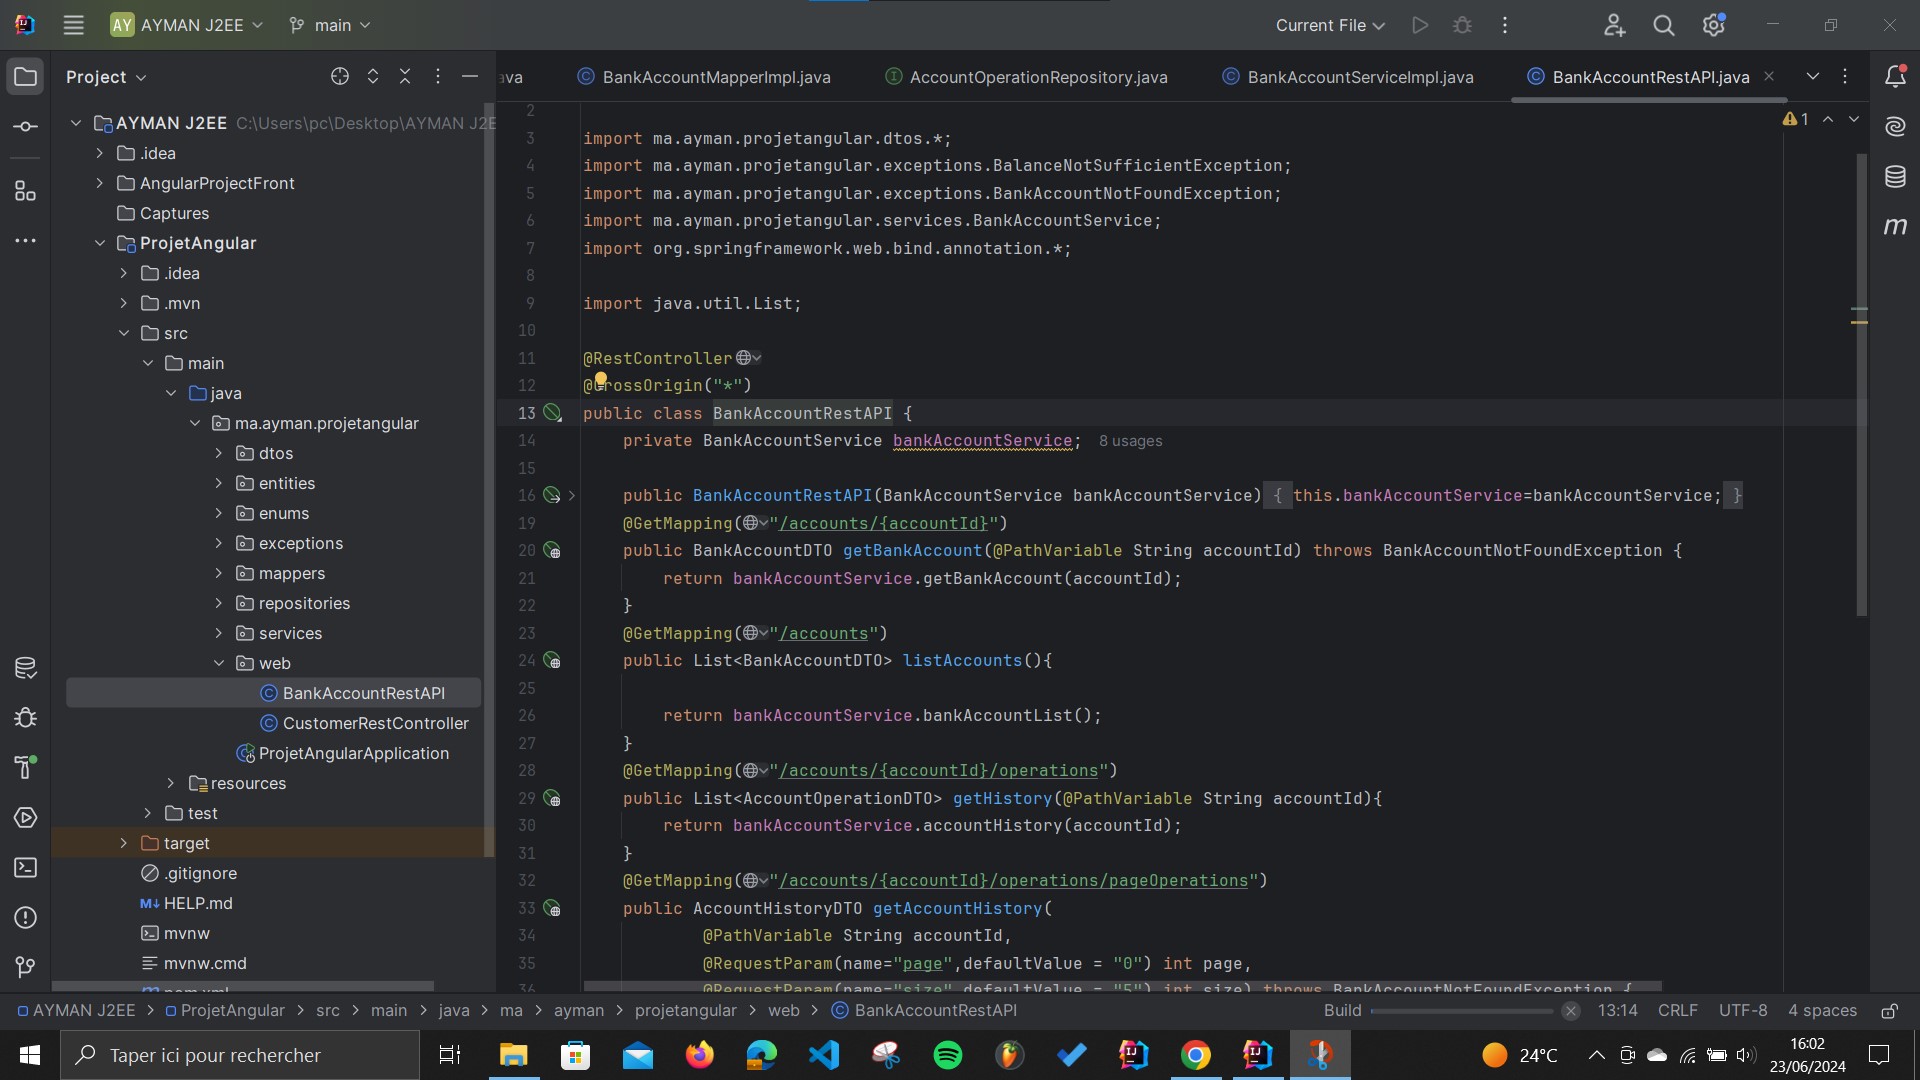 AY AYMAN J2EE main Current File
Project
AYMAN J2EE C:\Users\pc\Desktop\AYMAN J2E
.idea
AngularProjectFront
Captures
ProjetAngular
.idea
.mvn
src
main
java
ma.ayman.projetangular
dtos
entities
enums
exceptions
mappers
repositories
services
web
BankAccountRestAPI
CustomerRestController
ProjetAngularApplication
resources
test
target
.gitignore
HELP.md
mvnw
mvnw.cmd
BankAccountMapperImpl.java AccountOperationRepository.java BankAccountServiceImpl.java BankAccountRestAPI.java
1
2
3 import ma.ayman.projetangular.dtos.*;
4 import ma.ayman.projetangular.exceptions.BalanceNotSufficientException;
5 import ma.ayman.projetangular.exceptions.BankAccountNotFoundException;
6 import ma.ayman.projetangular.services.BankAccountService;
7 import org.springframework.web.bind.annotation.*;
8
9 import java.util.List;
10
11 @RestController
12 @CrossOrigin("*")
13 public class BankAccountRestAPI {
14 private BankAccountService bankAccountService; 8 usages
15
16 public BankAccountRestAPI(BankAccountService bankAccountService) { this.bankAccountService=bankAccountService; }
19 @GetMapping("/accounts/{accountId}")
20 public BankAccountDTO getBankAccount(@PathVariable String accountId) throws BankAccountNotFoundException {
21 return bankAccountService.getBankAccount(accountId);
22 }
23 @GetMapping("/accounts")
24 public List<BankAccountDTO> listAccounts(){
25
26 return bankAccountService.bankAccountList();
27 }
28 @GetMapping("/accounts/{accountId}/operations")
29 public List<AccountOperationDTO> getHistory(@PathVariable String accountId){
30 return bankAccountService.accountHistory(accountId);
31 }
32 @GetMapping("/accounts/{accountId}/operations/pageOperations")
33 public AccountHistoryDTO getAccountHistory(
34 @PathVariable String accountId,
35 @RequestParam(name="page",defaultValue = "0") int page,
36 @RequestParam(name="size",defaultValue = "5") int size) throws BankAccountNotFoundException {
AYMAN J2EE > ProjetAngular > src > main > java > ma > ayman > projetangular > web > BankAccountRestAPI Build 13:14 CRLF UTF-8 4 spaces
Taper ici pour rechercher 24°C 16:02
23/06/2024